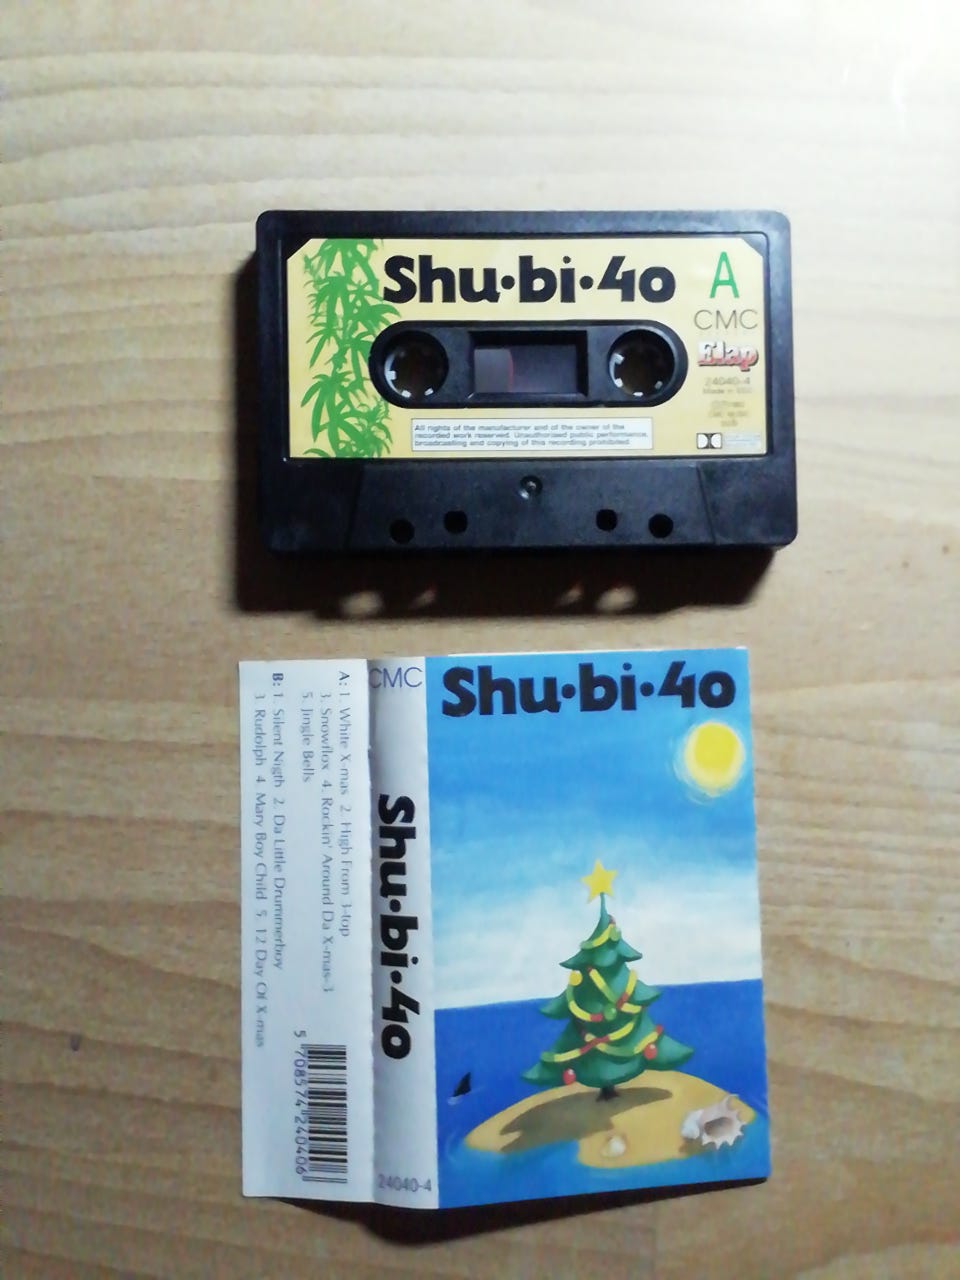 Shu·bi·40
A
CMC
Elap
24040-4
Made in
All rights of the manufacturer and of the owner of the
recorded work reserved. Unauthorised public performance,
broadcasting and copying of this recording prohibited
Shu·bi·40
CMC
Shu·bi·40
24040-4
A: 1. White X-mas 2. High From 3-top
3. Snowflox 4. Rockin' Around Da X-mas-3
5. Jingle Bells
B: 1. Silent Nigth 2. Da Little Drummerboy
3. Rudolph 4. Mary Boy Child 5. 12 Day Of X-mas
5 708574 240406